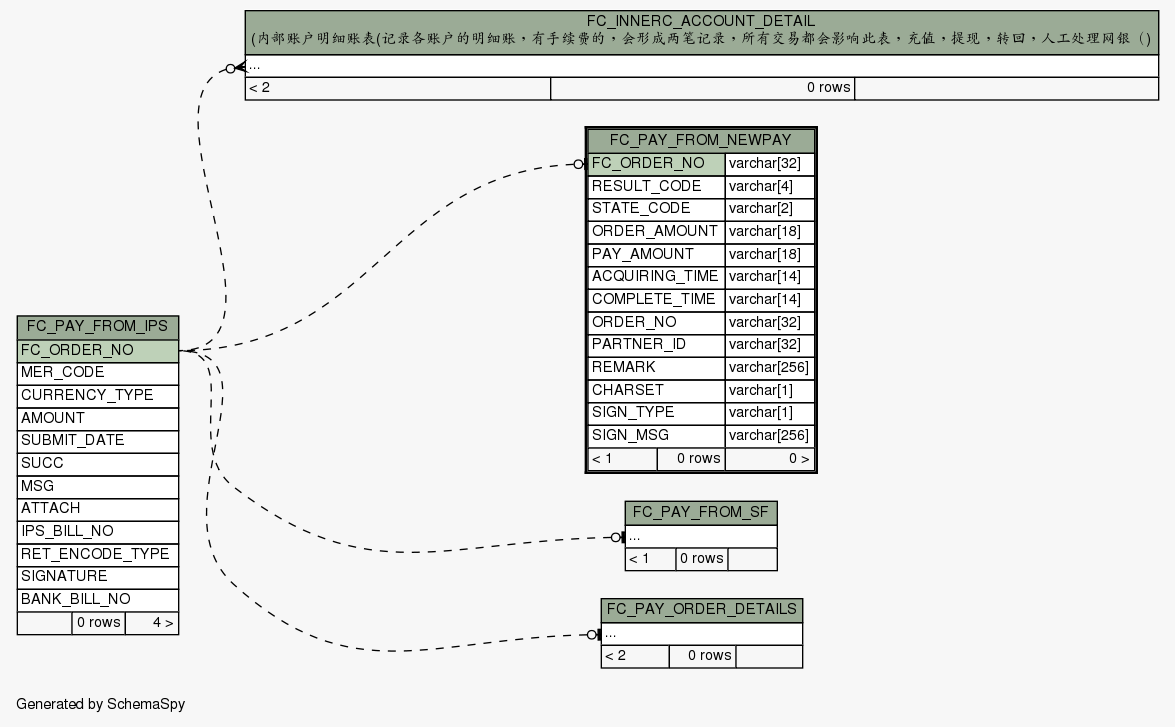 FC_INNERC_ACCOUNT_DETAIL
(内部账户明细账表(记录各账户的明细账，有手续费的，会形成两笔记录，所有交易都会影响此表，充值，提现，转回，人工处理网银（)
...
< 2 0 rows
FC_PAY_FROM_NEWPAY
FC_ORDER_NO varchar[32]
RESULT_CODE varchar[4]
STATE_CODE varchar[2]
ORDER_AMOUNT varchar[18]
PAY_AMOUNT varchar[18]
ACQUIRING_TIME varchar[14]
COMPLETE_TIME varchar[14]
ORDER_NO varchar[32]
PARTNER_ID varchar[32]
REMARK varchar[256]
CHARSET varchar[1]
SIGN_TYPE varchar[1]
SIGN_MSG varchar[256]
< 1 0 rows 0 >
FC_PAY_FROM_IPS
FC_ORDER_NO
MER_CODE
CURRENCY_TYPE
AMOUNT
SUBMIT_DATE
SUCC
MSG
ATTACH
IPS_BILL_NO
RET_ENCODE_TYPE
SIGNATURE
BANK_BILL_NO
0 rows 4 >
FC_PAY_FROM_SF
...
< 1 0 rows
FC_PAY_ORDER_DETAILS
...
< 2 0 rows
Generated by SchemaSpy